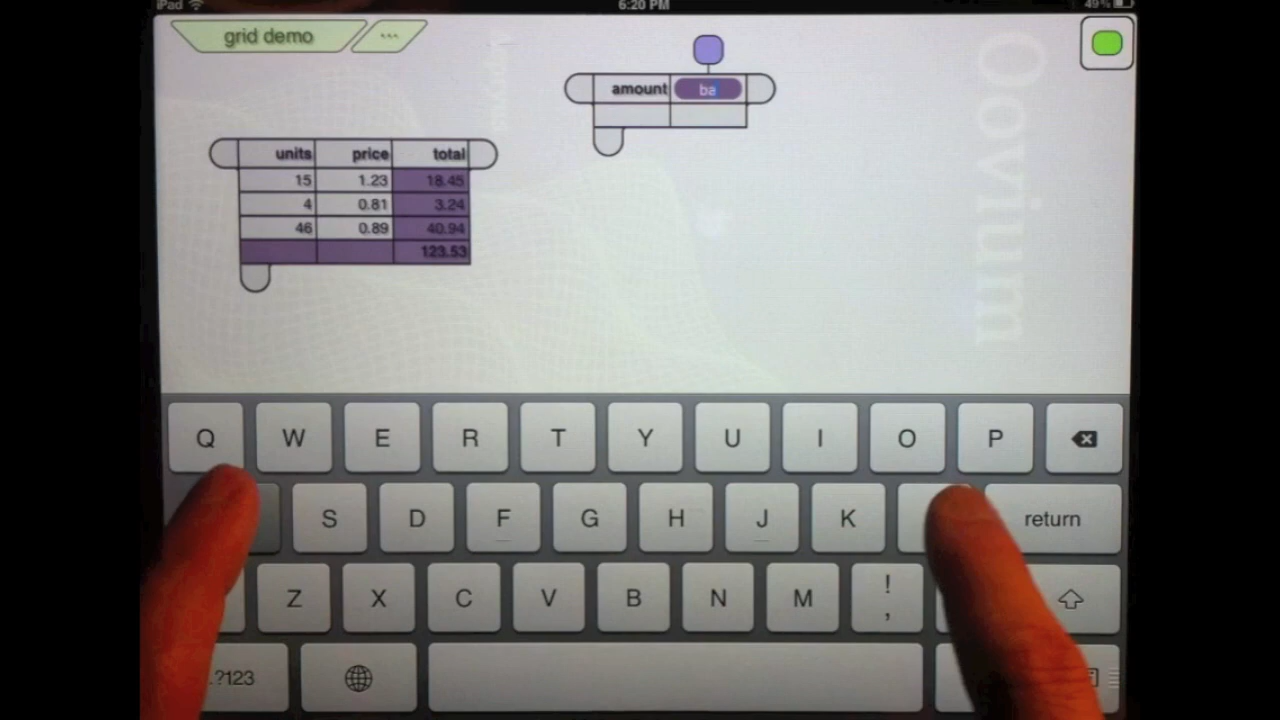 iPad 6:20 PM 49%
grid demo ...
amount ba
units price total
15 1.23 18.45
4 0.81 3.24
46 0.89 40.94
123.53
Oovium
Q W E R T Y U I O P
S D F G H J K return
Z X C V B N M ! ,
.?123